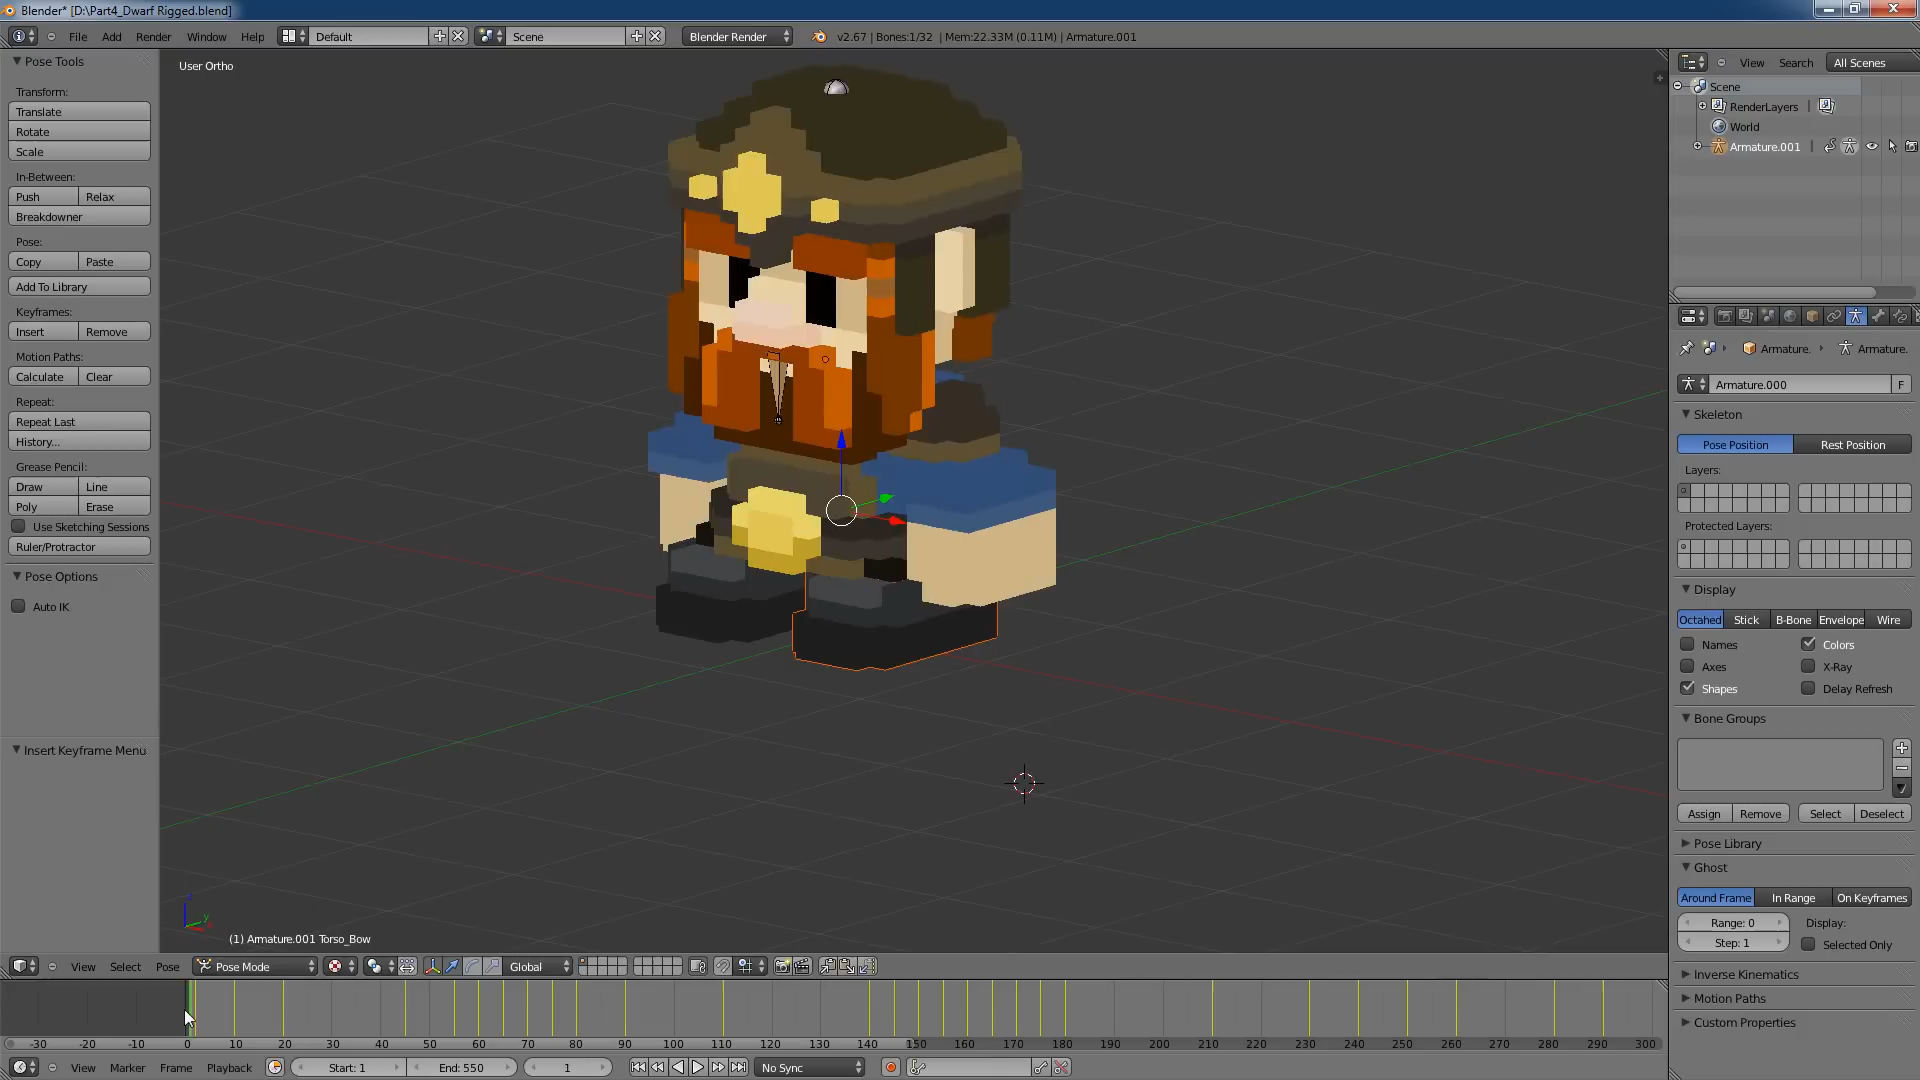 Blender* [D:\Part4_Dwarf Rigged.blend]
File Add Render Window Help Default Scene Blender Render v2.67 | Bones:1/32 | Mem:22.33M (0.11M) | Armature.001
Pose Tools
Transform:
Translate
Rotate
Scale
In-Between:
Push Relax
Breakdowner
Pose:
Copy Paste
Add To Library
Keyframes:
Insert Remove
Motion Paths:
Calculate Clear
Repeat:
Repeat Last
History...
Grease Pencil:
Draw Line
Poly Erase
Use Sketching Sessions
Ruler/Protractor
Pose Options
Auto IK
Insert Keyframe Menu
User Ortho
(1) Armature.001 Torso_Bow
View Search All Scenes
Scene
RenderLayers |
World
Armature.001 |
Armature. Armature.
Armature.000 F
Skeleton
Pose Position Rest Position
Layers:
Protected Layers:
Display
Octahed Stick B-Bone Envelope Wire
Names Colors
Axes X-Ray
Shapes Delay Refresh
Bone Groups
Assign Remove Select Deselect
Pose Library
Ghost
Around Frame In Range On Keyframes
Range: 0 Display:
Step: 1 Selected Only
Inverse Kinematics
Motion Paths
Custom Properties
View Select Pose Pose Mode Global
-30 -20 -10 0 10 20 30 40 50 60 70 80 90 100 110 120 130 140 150 160 170 180 190 200 210 220 230 240 250 260 270 280 290 300
View Marker Frame Playback Start: 1 End: 550 1 No Sync